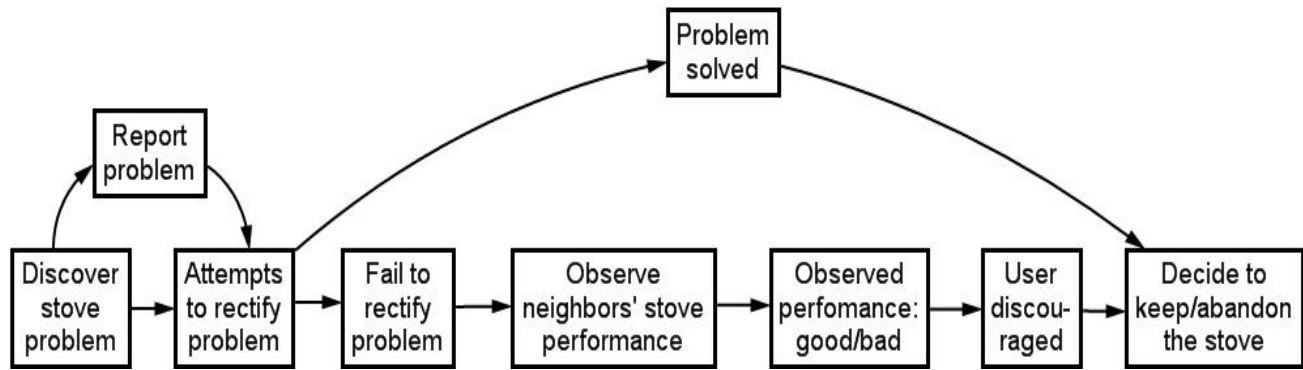 Problem
solved
Report
problem
Discover
stove
problem
Attempts
to rectify
problem
Fail to
rectify
problem
Observe
neighbors' stove
performance
Observed
perfomance:
good/bad
User
discou-
raged
Decide to
keep/abandon
the stove